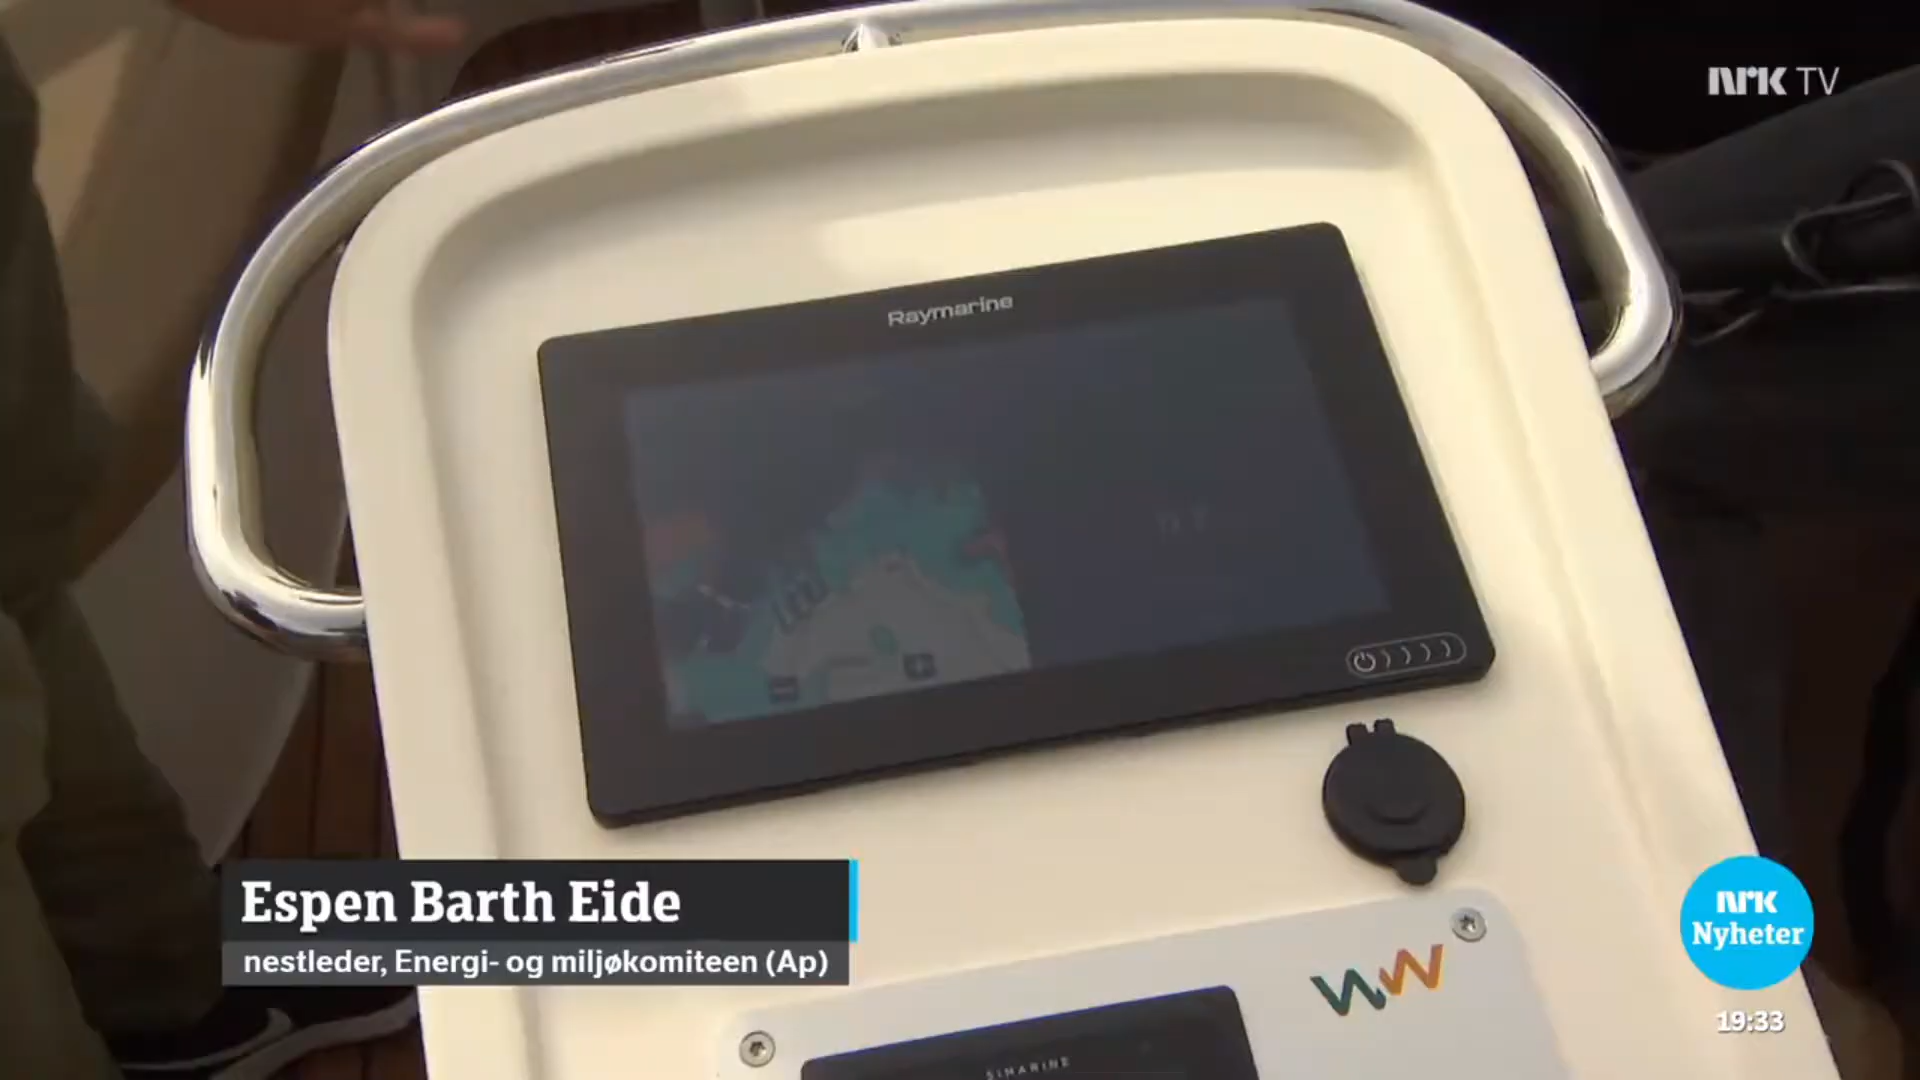 nrk TV
Raymarine
Espen Barth Eide
nestleder, Energi- og miljøkomiteen (Ap)
nrk
Nyheter
19:33
SIMARINE